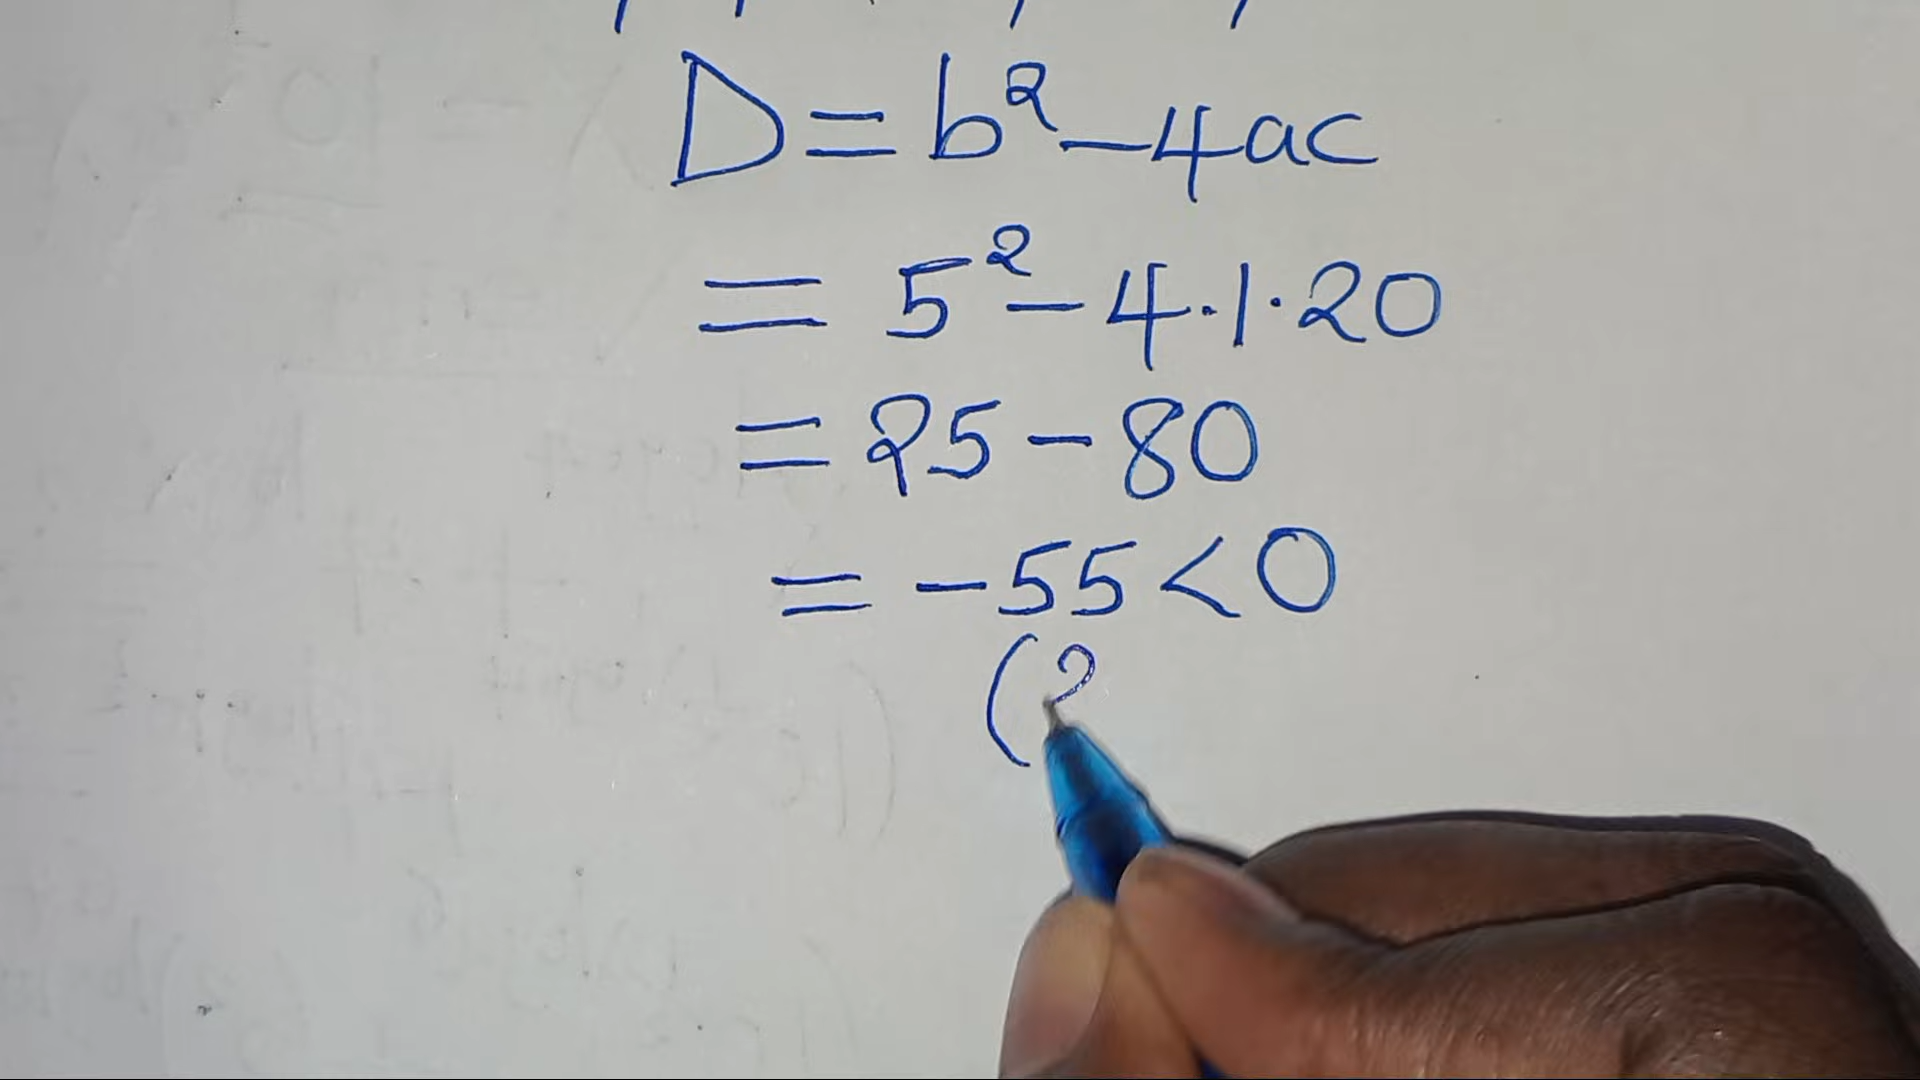 D = b² - 4ac
= 5² - 4·1·20
= 25 - 80
= -55 < 0
(2